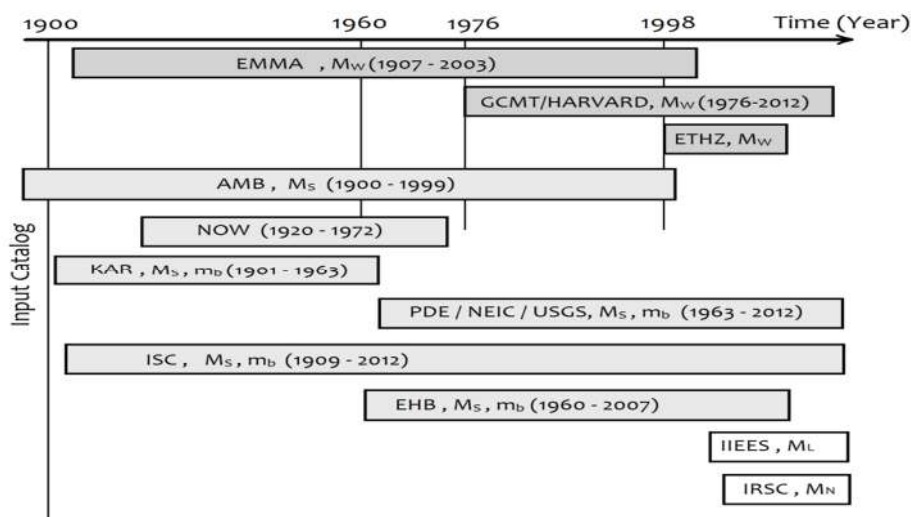 1900 1960 1976 1998 Time (Year)
EMMA , Mw (1907 - 2003)
GCMT/HARVARD, Mw (1976-2012)
ETHZ, Mw
AMB , Ms (1900 - 1999)
NOW (1920 - 1972)
KAR , Ms, mb (1901 - 1963)
PDE / NEIC / USGS, Ms, mb (1963 - 2012)
ISC , Ms, mb (1909 - 2012)
EHB , Ms, mb (1960 - 2007)
IIEES , ML
IRSC , MN
Input Catalog